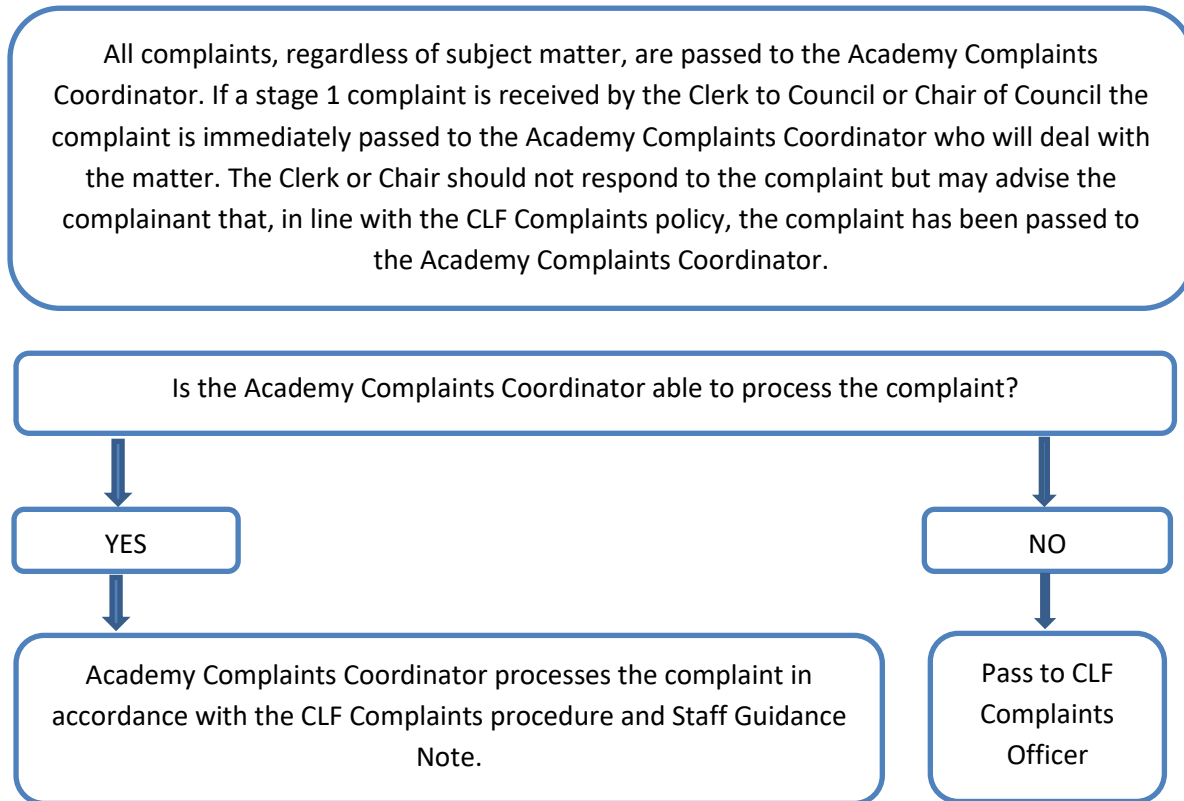 All complaints, regardless of subject matter, are passed to the Academy Complaints
Coordinator. If a stage 1 complaint is received by the Clerk to Council or Chair of Council the
complaint is immediately passed to the Academy Complaints Coordinator who will deal with
the matter. The Clerk or Chair should not respond to the complaint but may advise the
complainant that, in line with the CLF Complaints policy, the complaint has been passed to
the Academy Complaints Coordinator.
Is the Academy Complaints Coordinator able to process the complaint?
YES
NO
Academy Complaints Coordinator processes the complaint in
accordance with the CLF Complaints procedure and Staff Guidance
Note.
Pass to CLF
Complaints
Officer